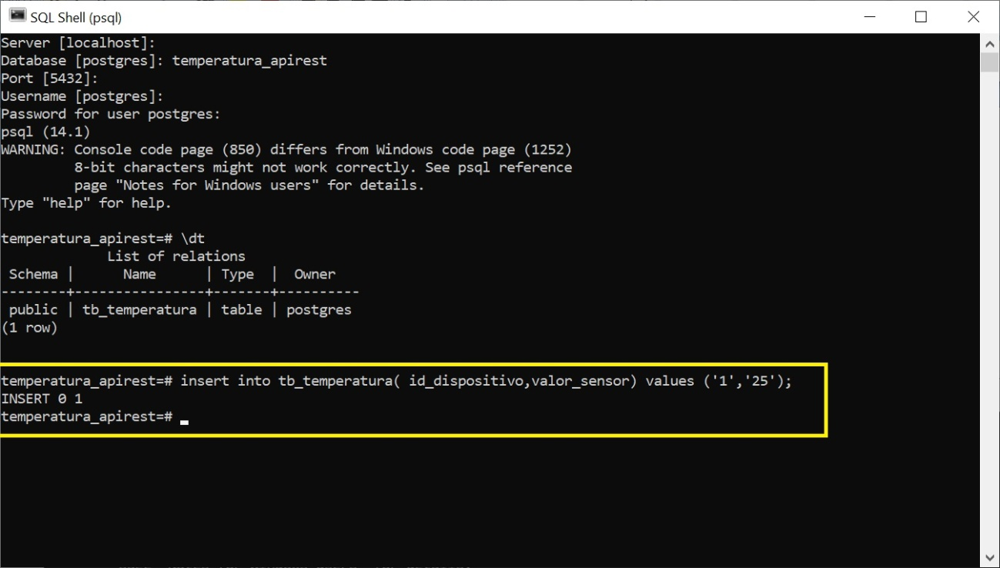 SQL Shell (psql)
Server [localhost]:
Database [postgres]: temperatura_apirest
Port [5432]:
Username [postgres]:
Password for user postgres:
psql (14.1)
WARNING: Console code page (850) differs from Windows code page (1252)
         8-bit characters might not work correctly. See psql reference
         page "Notes for Windows users" for details.
Type "help" for help.
temperatura_apirest=# \dt
             List of relations
 Schema |      Name      | Type  |  Owner
--------+----------------+-------+----------
 public | tb_temperatura | table | postgres
(1 row)
temperatura_apirest=# insert into tb_temperatura( id_dispositivo,valor_sensor) values ('1','25');
INSERT 0 1
temperatura_apirest=#